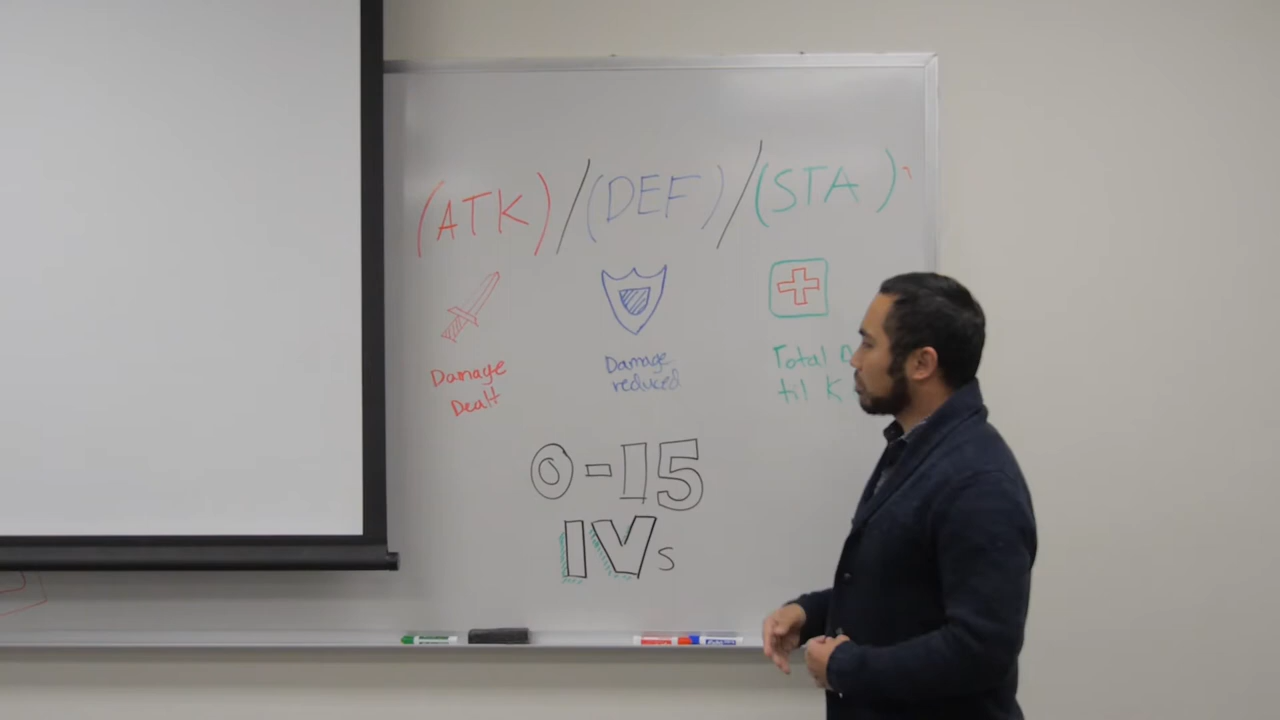 (ATK)/(DEF)/(STA)
Damage
Dealt
Damage
reduced
Total
til K
0-15
IVs